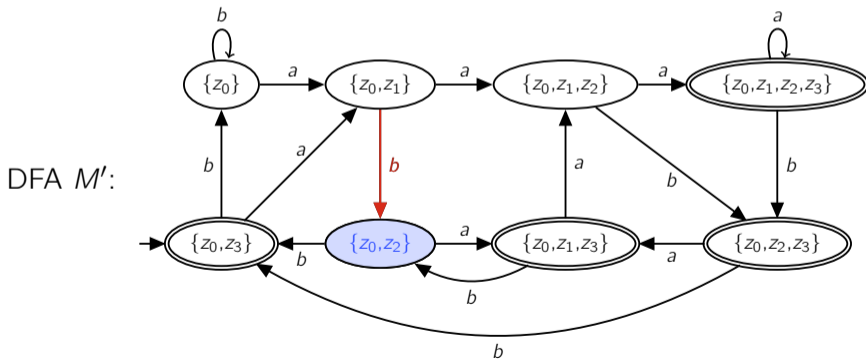 b a
{z₀} a {z₀,z₁} a {z₀,z₁,z₂} a {z₀,z₁,z₂,z₃}
b a b a b b
DFA M′:
{z₀,z₃} b {z₀,z₂} a {z₀,z₁,z₃} a {z₀,z₂,z₃}
b
b